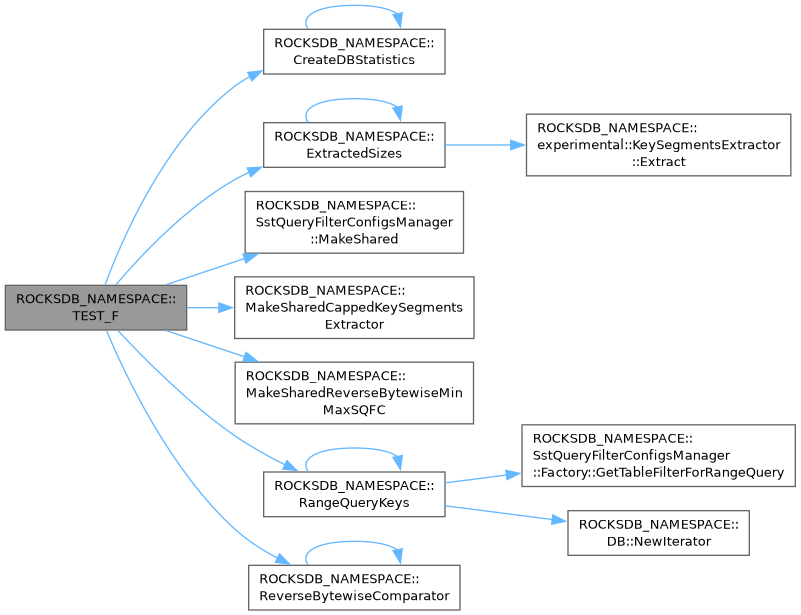 ROCKSDB_NAMESPACE::
CreateDBStatistics
ROCKSDB_NAMESPACE::
ExtractedSizes
ROCKSDB_NAMESPACE::
experimental::KeySegmentsExtractor
::Extract
ROCKSDB_NAMESPACE::
SstQueryFilterConfigsManager
::MakeShared
ROCKSDB_NAMESPACE::
TEST_F
ROCKSDB_NAMESPACE::
MakeSharedCappedKeySegments
Extractor
ROCKSDB_NAMESPACE::
MakeSharedReverseBytewiseMin
MaxSQFC
ROCKSDB_NAMESPACE::
RangeQueryKeys
ROCKSDB_NAMESPACE::
SstQueryFilterConfigsManager
::Factory::GetTableFilterForRangeQuery
ROCKSDB_NAMESPACE::
DB::NewIterator
ROCKSDB_NAMESPACE::
ReverseBytewiseComparator